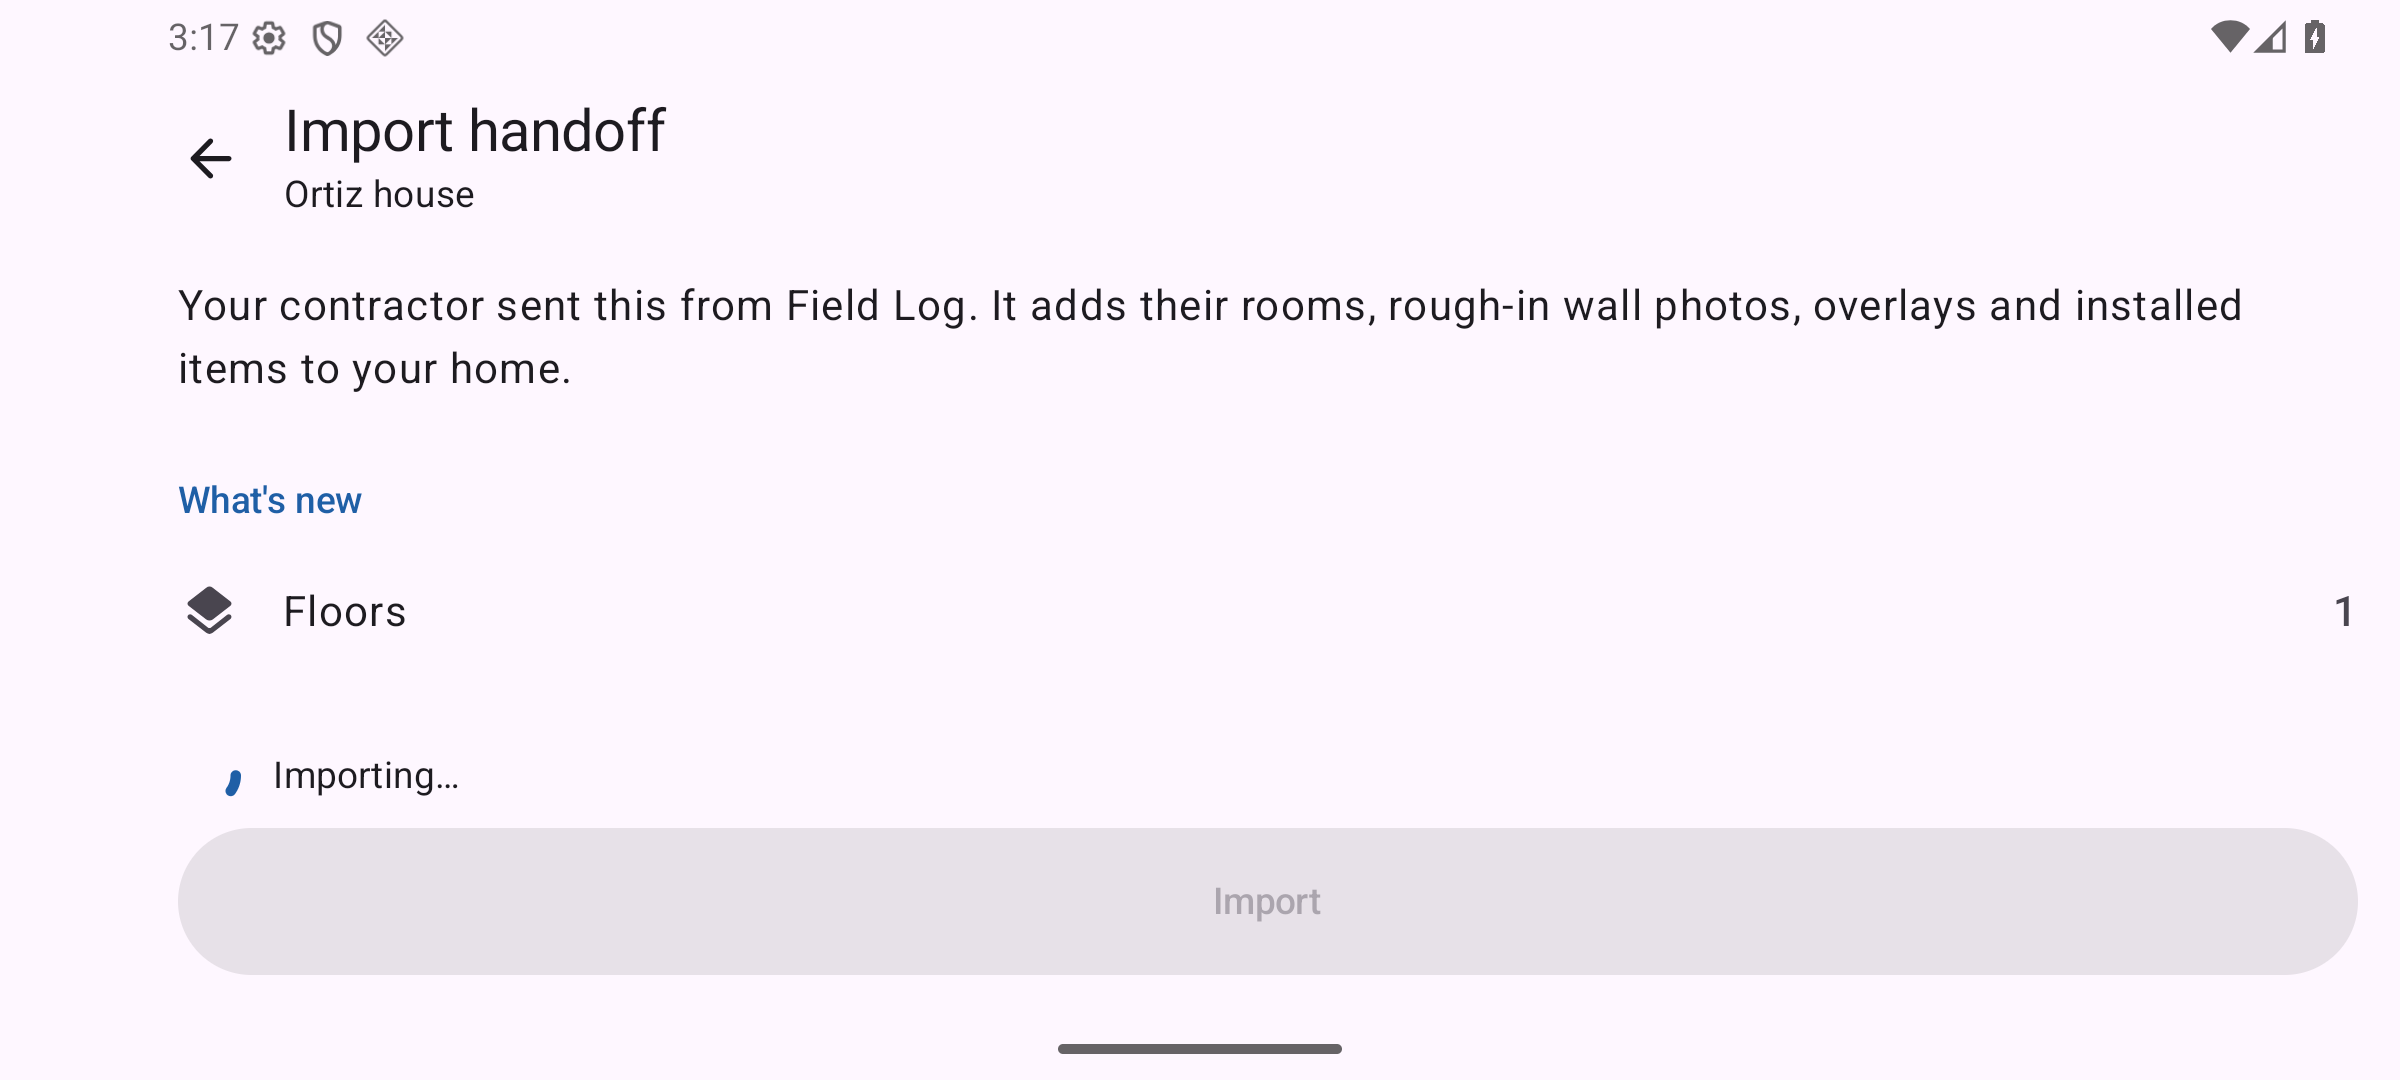 3:17
Import handoff
Ortiz house
Your contractor sent this from Field Log. It adds their rooms, rough-in wall photos, overlays and installed
items to your home.
What's new
Floors 1
Importing…
Import